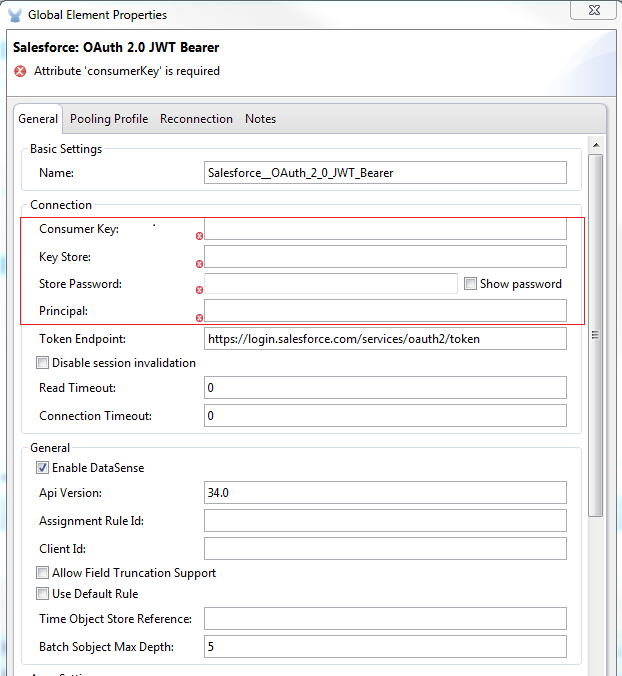 Global Element Properties
Salesforce: OAuth 2.0 JWT Bearer
Attribute 'consumerKey' is required
General Pooling Profile Reconnection Notes
Basic Settings
Name: Salesforce__OAuth_2_0_JWT_Bearer
Connection
Consumer Key:
Key Store:
Store Password: Show password
Principal:
Token Endpoint: https://login.salesforce.com/services/oauth2/token
Disable session invalidation
Read Timeout: 0
Connection Timeout: 0
General
Enable DataSense
Api Version: 34.0
Assignment Rule Id:
Client Id:
Allow Field Truncation Support
Use Default Rule
Time Object Store Reference:
Batch Sobject Max Depth: 5